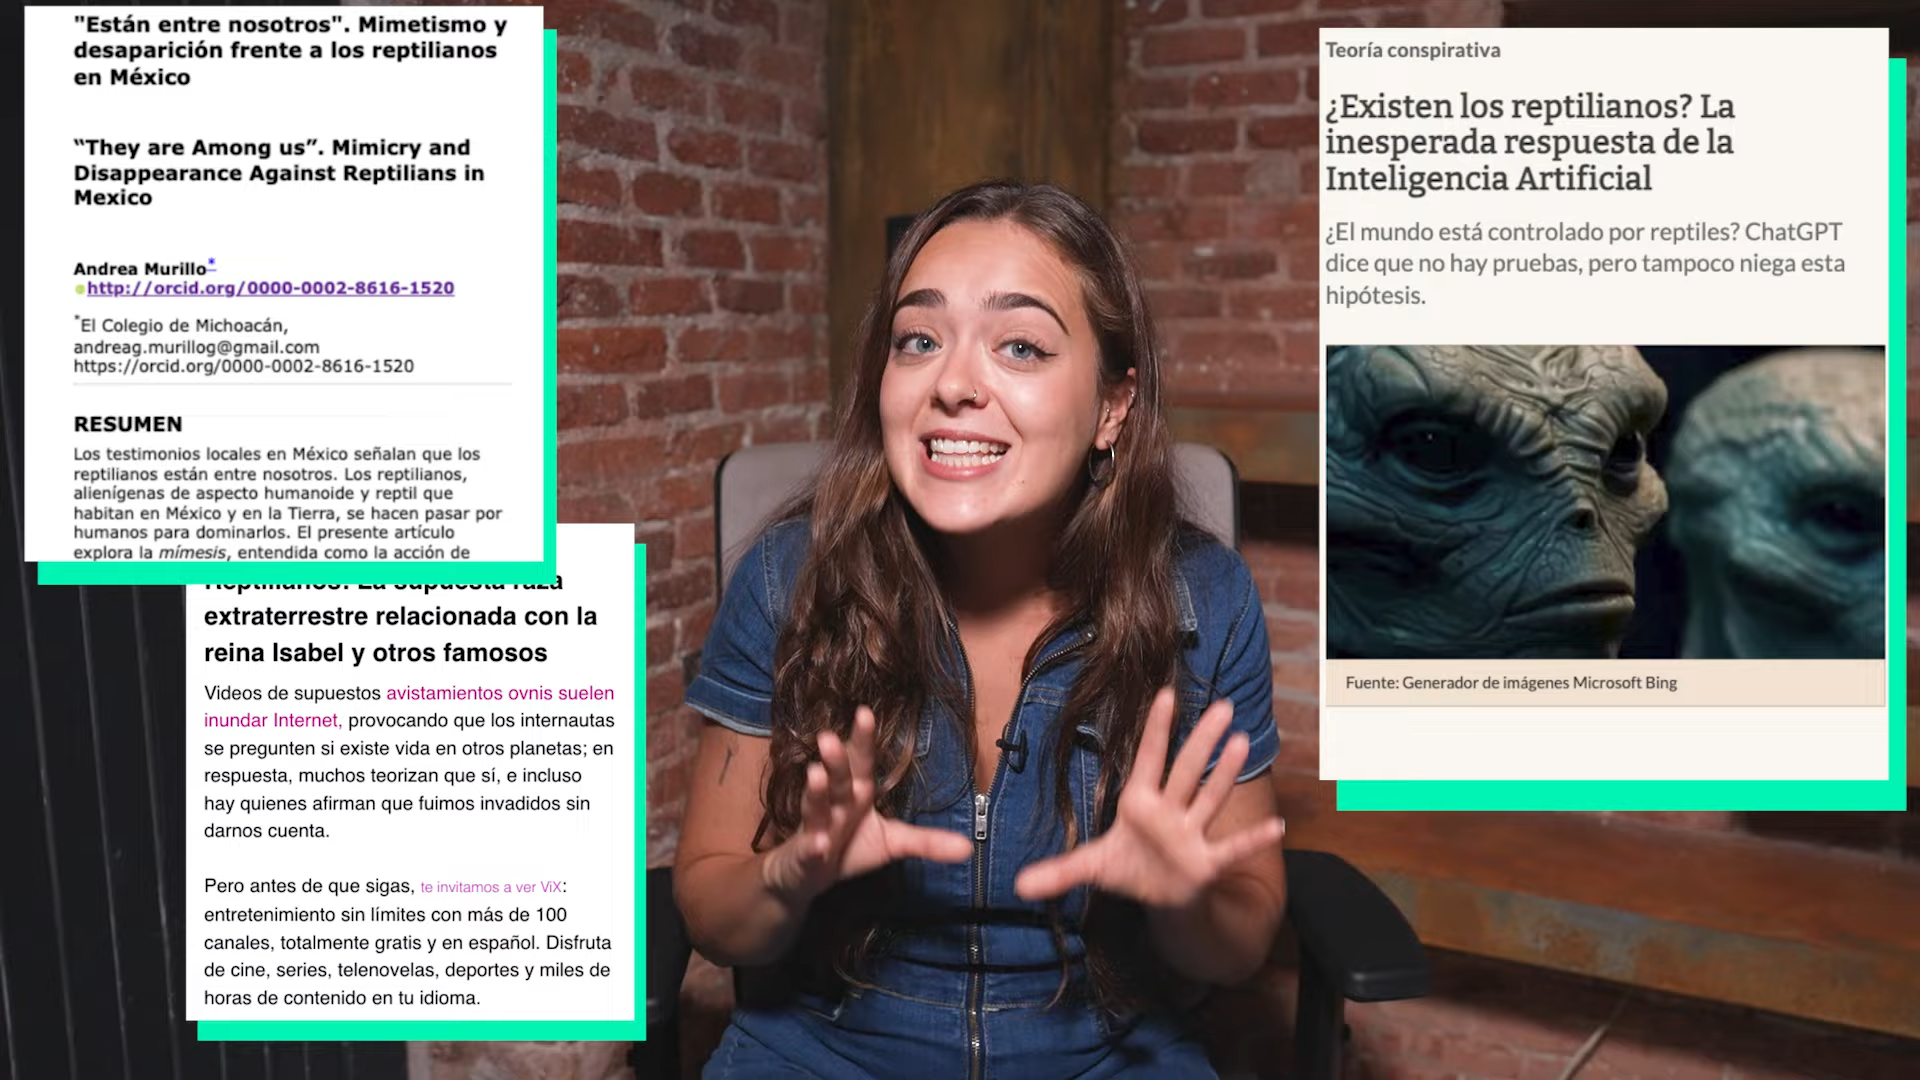 "Están entre nosotros". Mimetismo y
desaparición frente a los reptilianos
en México
“They are Among us”. Mimicry and
Disappearance Against Reptilians in
Mexico
Andrea Murillo*
http://orcid.org/0000-0002-8616-1520
*El Colegio de Michoacán,
andreag.murillog@gmail.com
https://orcid.org/0000-0002-8616-1520
RESUMEN
Los testimonios locales en México señalan que los
reptilianos están entre nosotros. Los reptilianos,
alienígenas de aspecto humanoide y reptil que
habitan en México y en la Tierra, se hacen pasar por
humanos para dominarlos. El presente artículo
explora la mímesis, entendida como la acción de
Reptilianos: La supuesta raza
extraterrestre relacionada con la
reina Isabel y otros famosos
Videos de supuestos avistamientos ovnis suelen
inundar Internet, provocando que los internautas
se pregunten si existe vida en otros planetas; en
respuesta, muchos teorizan que sí, e incluso
hay quienes afirman que fuimos invadidos sin
darnos cuenta.
Pero antes de que sigas, te invitamos a ver ViX:
entretenimiento sin límites con más de 100
canales, totalmente gratis y en español. Disfruta
de cine, series, telenovelas, deportes y miles de
horas de contenido en tu idioma.
Teoría conspirativa
¿Existen los reptilianos? La
inesperada respuesta de la
Inteligencia Artificial
¿El mundo está controlado por reptiles? ChatGPT
dice que no hay pruebas, pero tampoco niega esta
hipótesis.
Fuente: Generador de imágenes Microsoft Bing